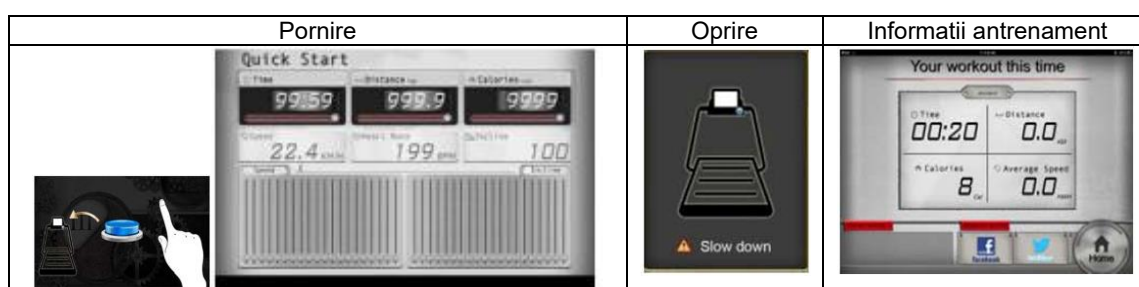 Pornire
Oprire
Informatii antrenament
Quick Start
Time
Distance
Calories
99:59
999.9
9999
Speed
Heart Rate
Incline
22.4
199
100
Speed
Incline
Slow down
Your workout this time
Time
Distance
00:20
0.0
Calories
Average Speed
8
0.0
facebook
twitter
Home